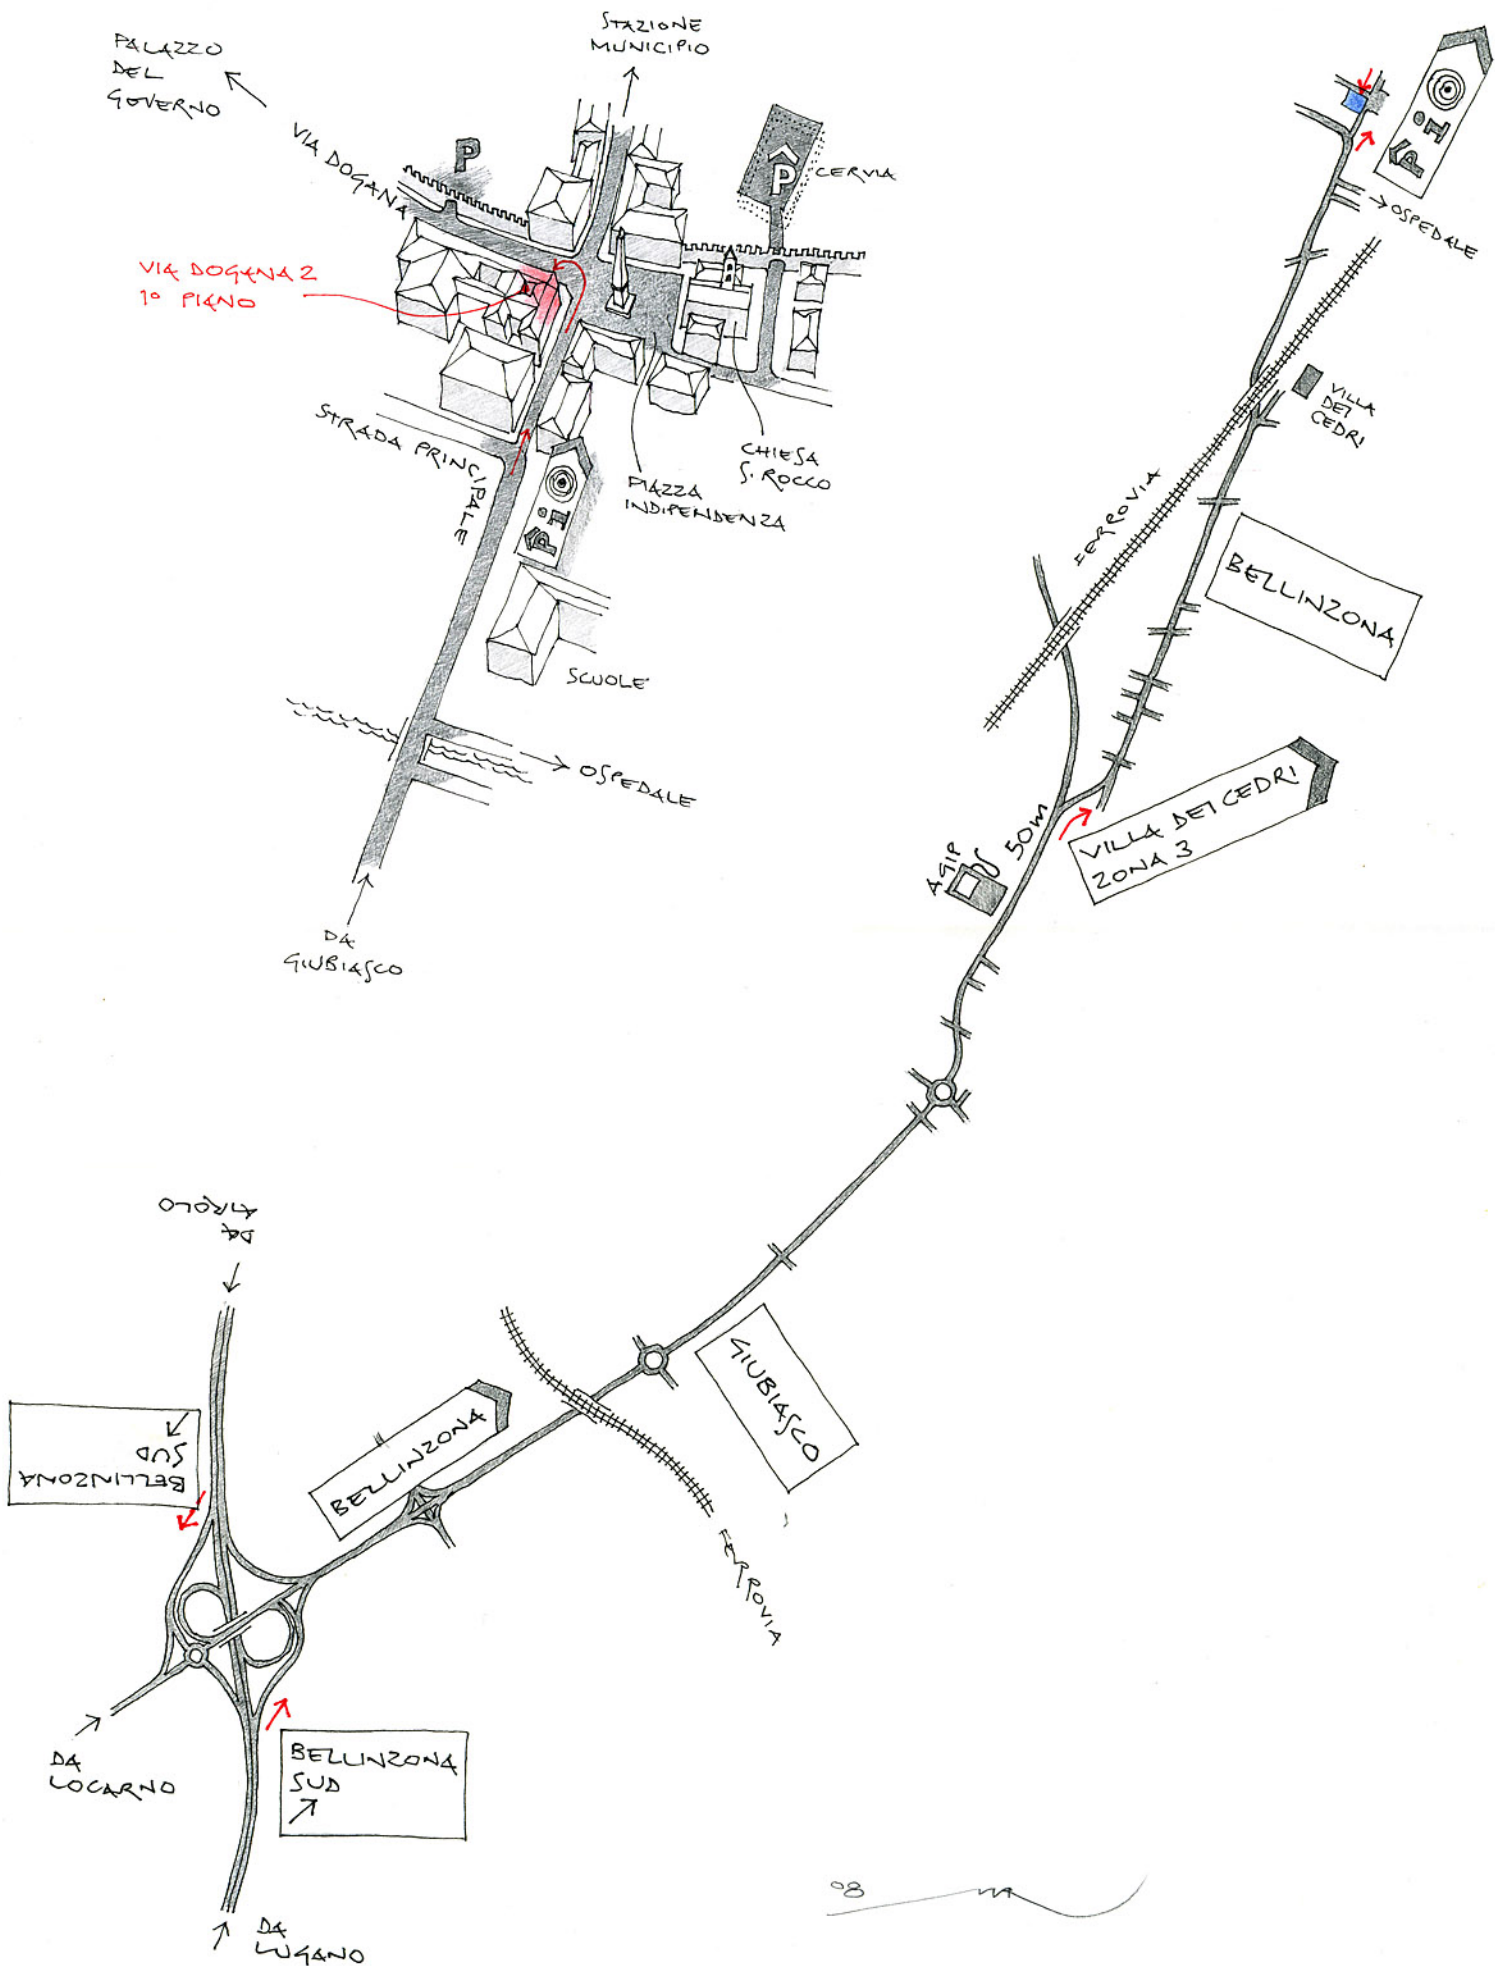 STAZIONE
MUNICIPIO
PALAZZO
DEL
GOVERNO
VIA DOGANA
P
P
CERVIA
VIA DOGANA 2
1º PIANO
STRADA PRINCIPALE
CHIESA
S. ROCCO
PIAZZA
INDIPENDENZA
P i
SCUOLE
OSPEDALE
DA
GIUBIASCO
P i
OSPEDALE
VILLA
DEI
CEDRI
FERROVIA
BELLINZONA
VILLA DEI CEDRI
ZONA 3
50m
AGIP
DA
AIROLO
BELLINZONA
SUD
BELLINZONA
GIUBIASCO
FERROVIA
DA
LOCARNO
BELLINZONA
SUD
DA
LUGANO
08